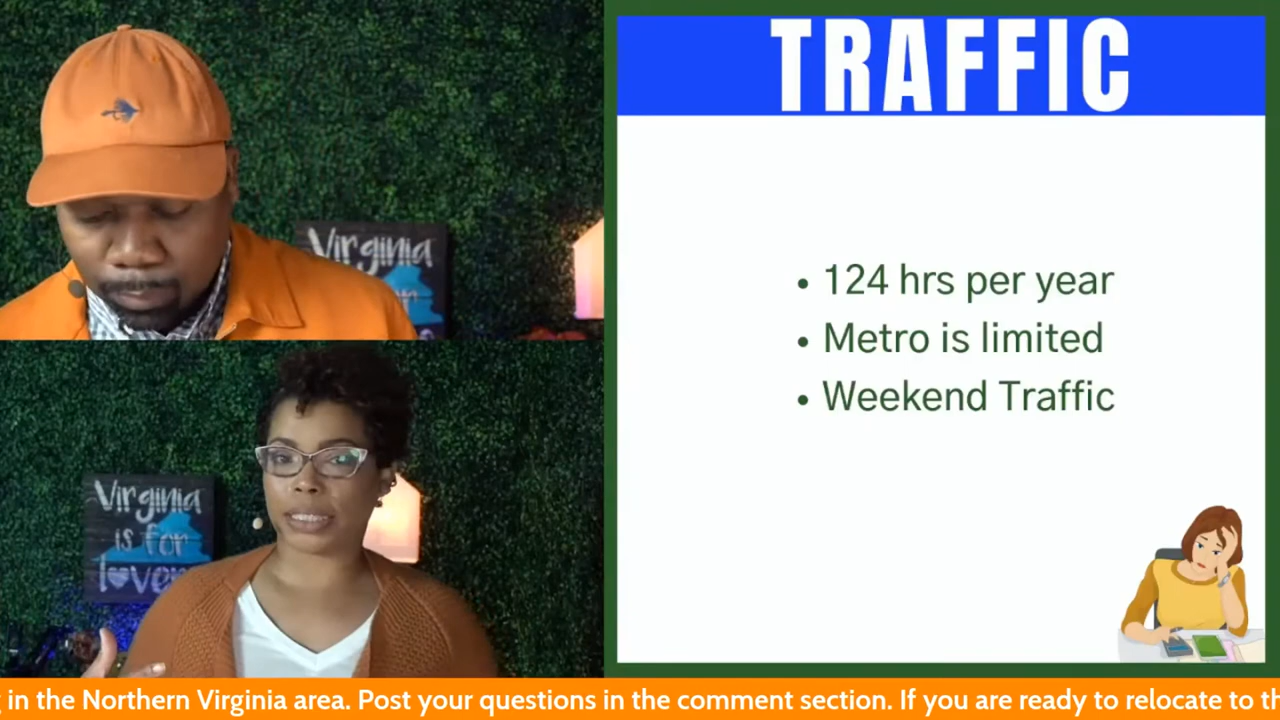 TRAFFIC
Virginia
• 124 hrs per year
• Metro is limited
• Weekend Traffic
Virginia
is for
in the Northern Virginia area. Post your questions in the comment section. If you are ready to relocate to